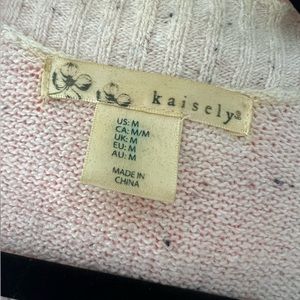 kaisely
US: M
CA: M/M
UK: M
EU: M
AU: M
MADE IN
CHINA